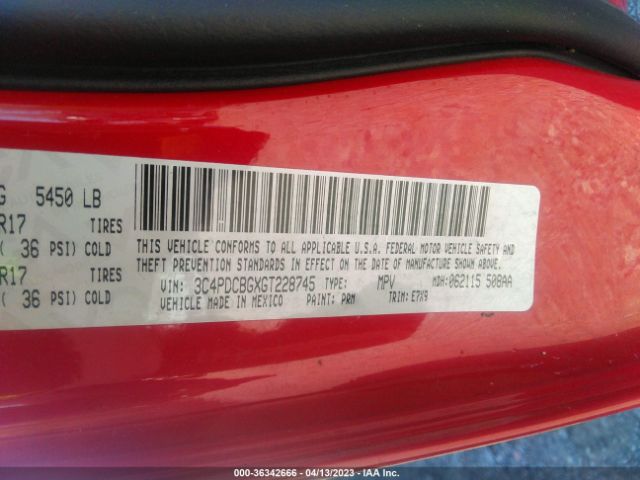 G 5450 LB
R17 TIRES
( 36 PSI) COLD
R17 TIRES
( 36 PSI) COLD
THIS VEHICLE CONFORMS TO ALL APPLICABLE U.S.A. FEDERAL MOTOR VEHICLE SAFETY AND
THEFT PREVENTION STANDARDS IN EFFECT ON THE DATE OF MANUFACTURE SHOWN ABOVE.
VIN: 3C4PDCBGXGT228745 TYPE: MPV MDH:062115 508AA
VEHICLE MADE IN MEXICO PAINT: PRM TRIM: E7X9
000-36342666 - 04/13/2023 - IAA Inc.